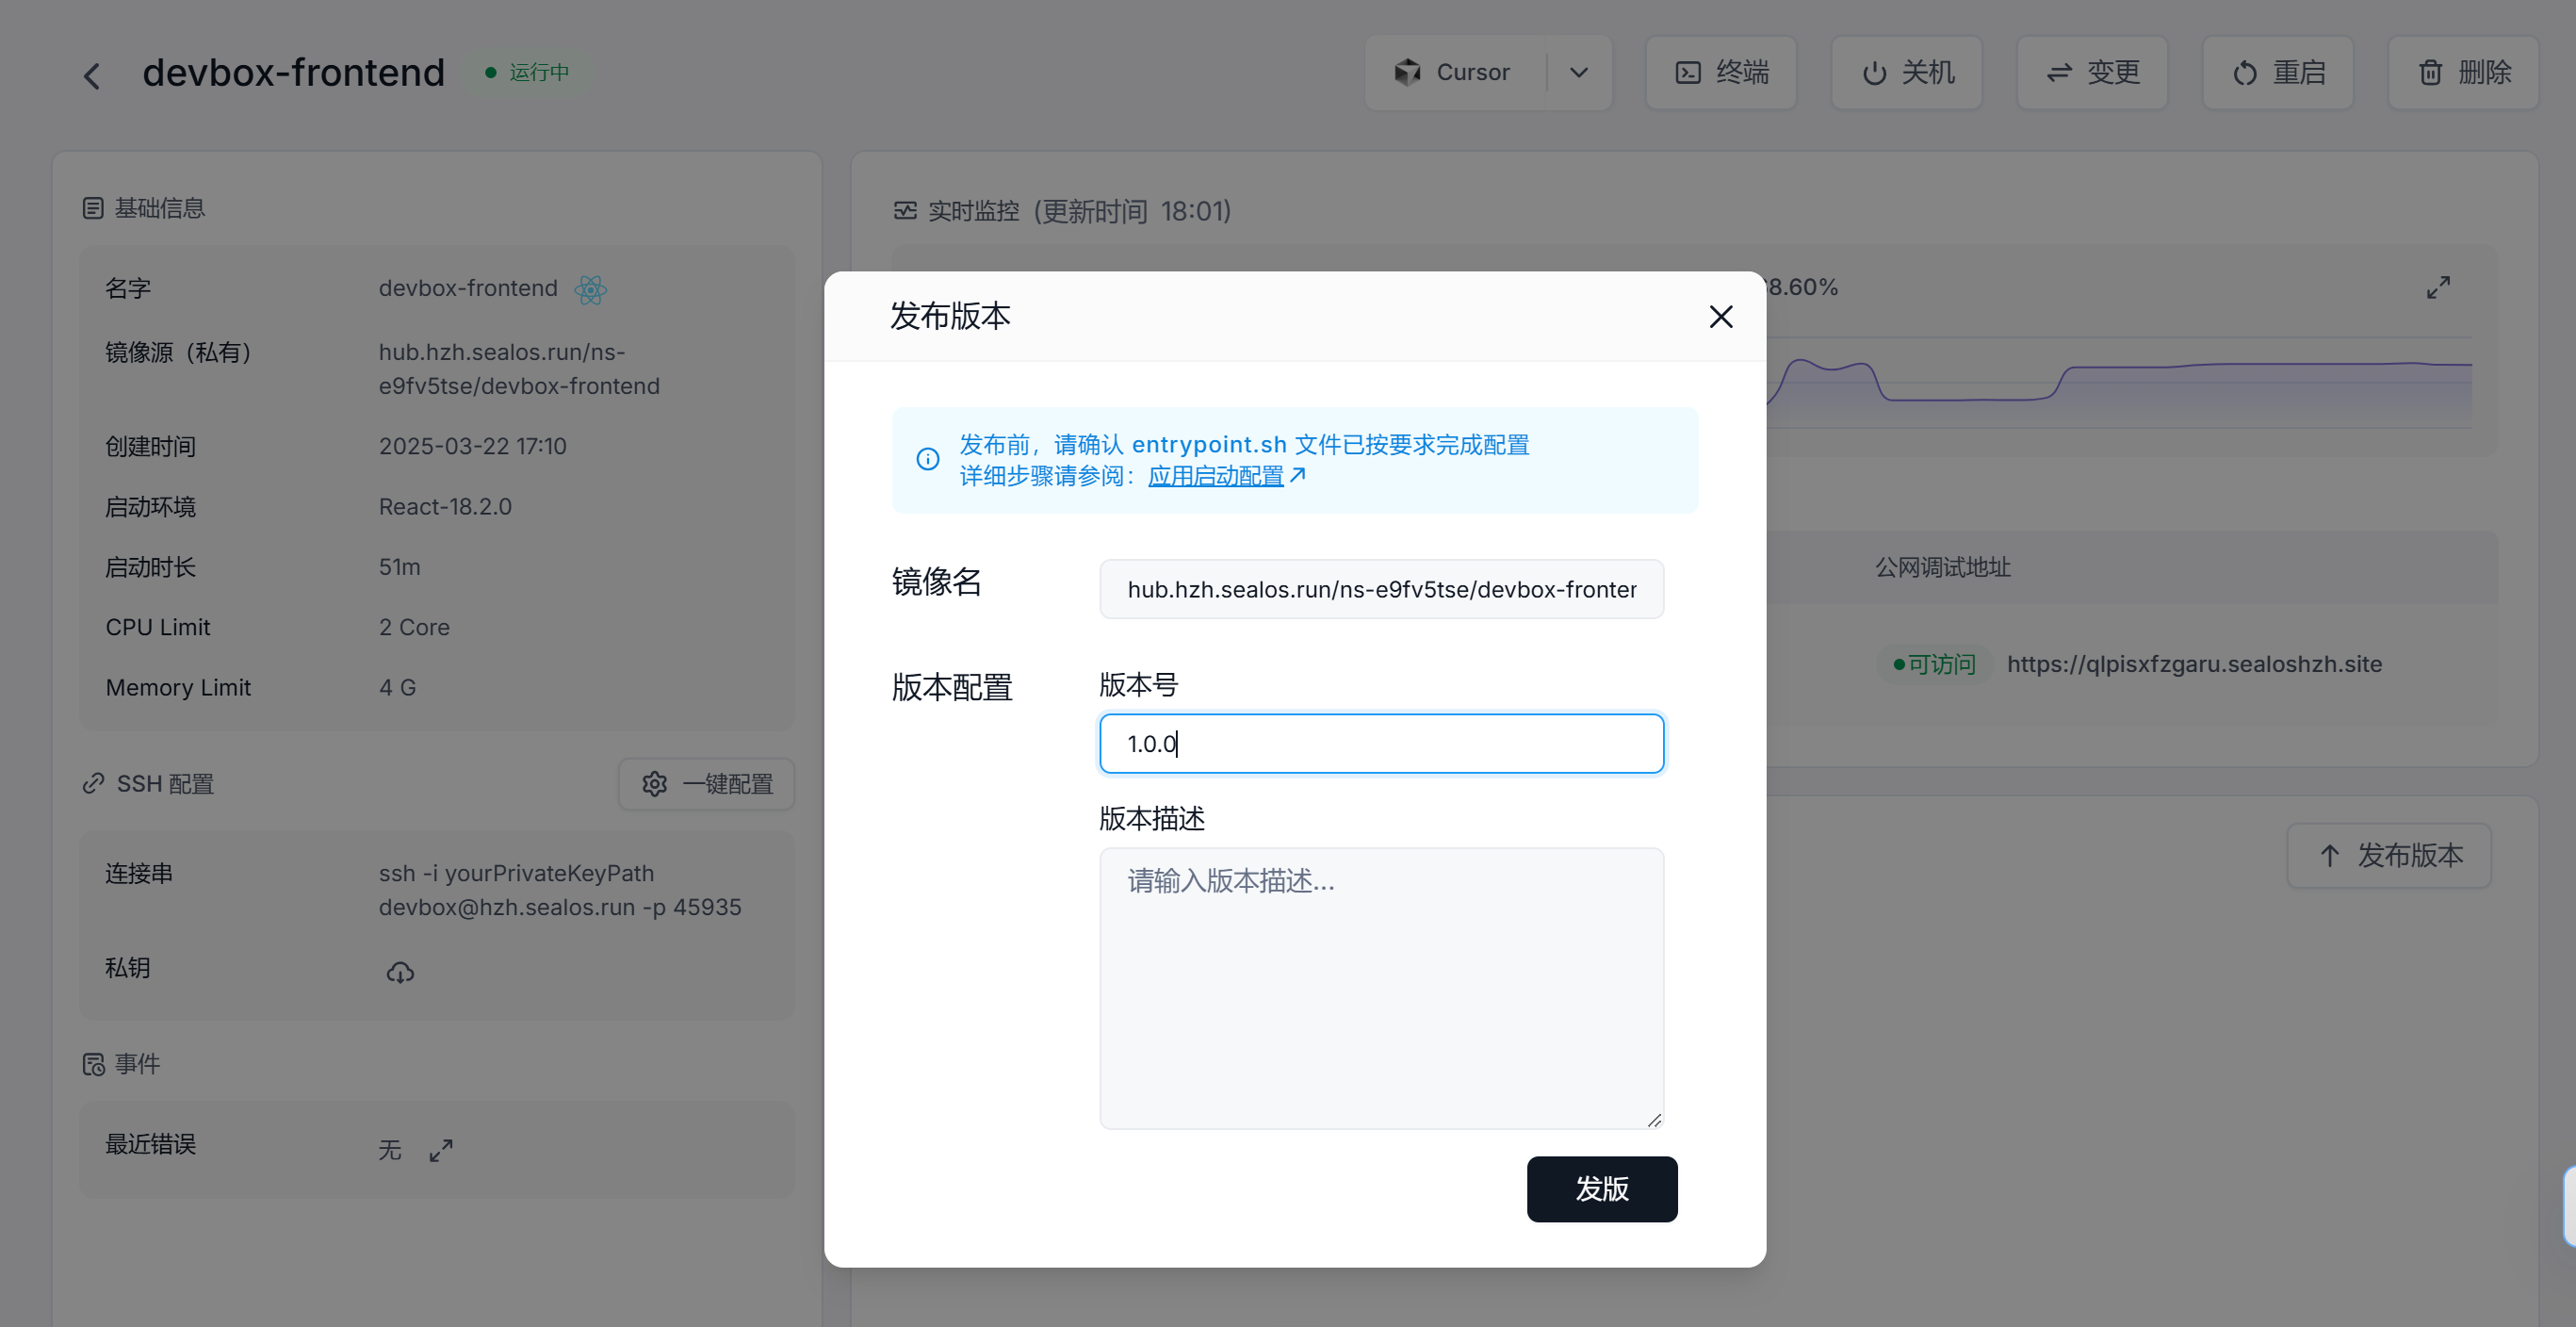 devbox-frontend
运行中
Cursor
终端
关机
变更
重启
删除
基础信息
名字
devbox-frontend
镜像源（私有）
hub.hzh.sealos.run/ns-
e9fv5tse/devbox-frontend
创建时间
2025-03-22 17:10
启动环境
React-18.2.0
启动时长
51m
CPU Limit
2 Core
Memory Limit
4 G
SSH 配置
一键配置
连接串
ssh -i yourPrivateKeyPath
devbox@hzh.sealos.run -p 45935
私钥
事件
最近错误
无
实时监控 (更新时间 18:01)
8.60%
公网调试地址
可访问
https://qlpisxfzgaru.sealoshzh.site
发布版本
发布版本
发布前，请确认 entrypoint.sh 文件已按要求完成配置
详细步骤请参阅：应用启动配置
镜像名
hub.hzh.sealos.run/ns-e9fv5tse/devbox-fronter
版本配置
版本号
1.0.0
版本描述
请输入版本描述...
发版